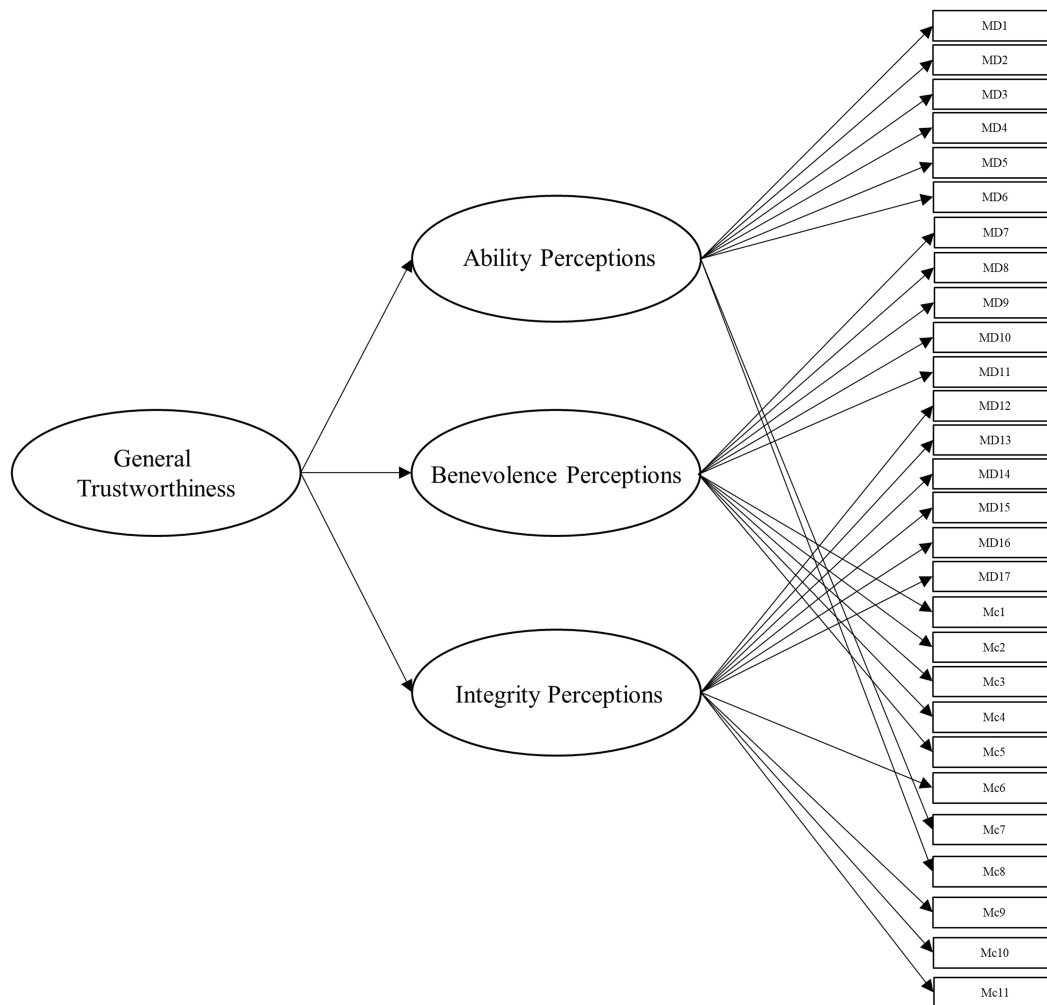 General
Trustworthiness
Ability Perceptions
Benevolence Perceptions
Integrity Perceptions
MD1
MD2
MD3
MD4
MD5
MD6
MD7
MD8
MD9
MD10
MD11
MD12
MD13
MD14
MD15
MD16
MD17
Mc1
Mc2
Mc3
Mc4
Mc5
Mc6
Mc7
Mc8
Mc9
Mc10
Mc11